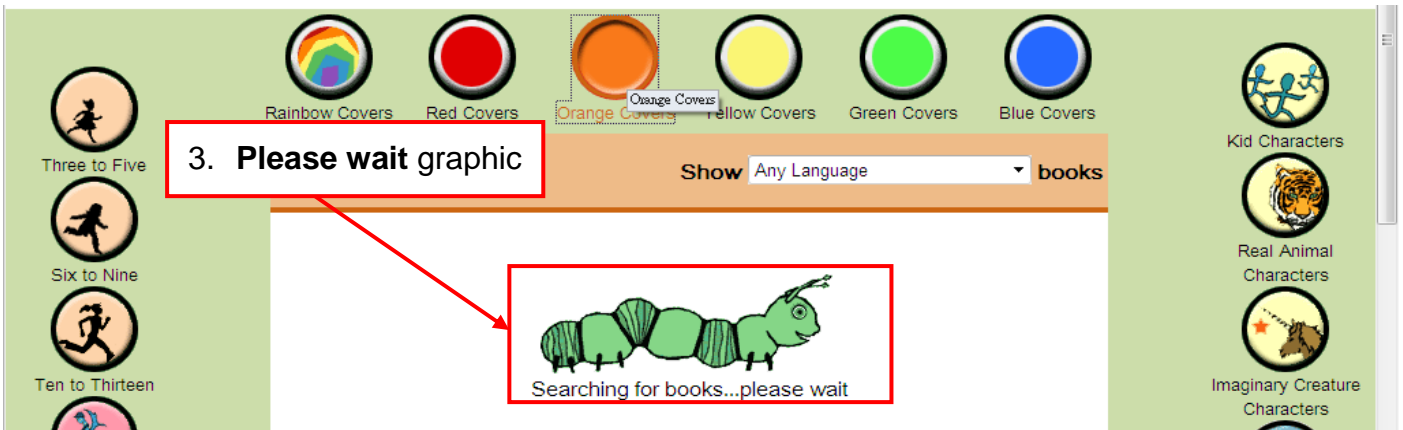 Rainbow Covers
Red Covers
Orange Covers
Yellow Covers
Green Covers
Blue Covers
Orange Covers
Three to Five
Six to Nine
Ten to Thirteen
3. Please wait graphic
Show Any Language books
Searching for books...please wait
Kid Characters
Real Animal
Characters
Imaginary Creature
Characters